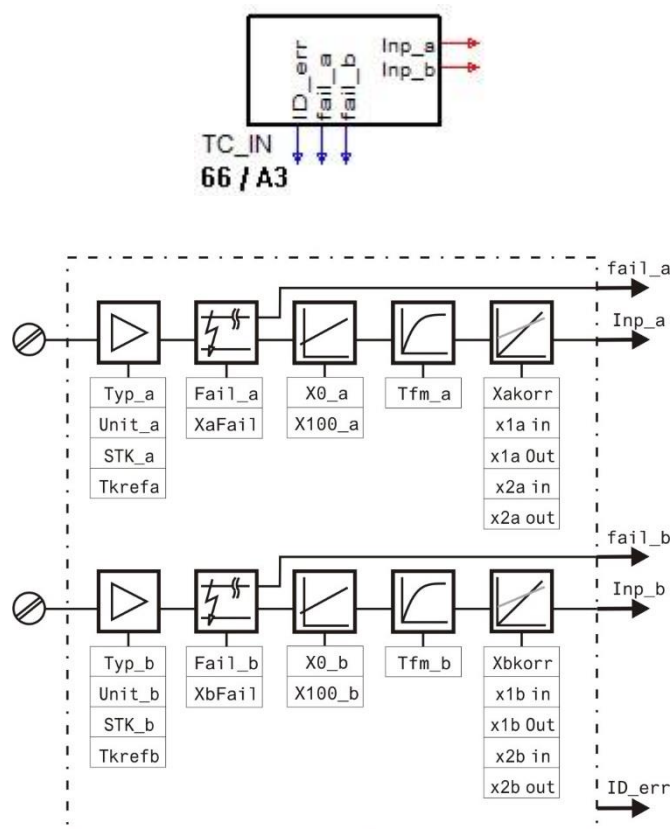 Inp_a
Inp_b
ID_err
fail_a
fail_b
TC_IN
66 / A3
fail_a
Inp_a
Typ_a
Unit_a
STK_a
Tkrefa
Fail_a
XaFail
X0_a
X100_a
Tfm_a
Xakorr
x1a in
x1a Out
x2a in
x2a out
fail_b
Inp_b
Typ_b
Unit_b
STK_b
Tkrefb
Fail_b
XbFail
X0_b
X100_b
Tfm_b
Xbkorr
x1b in
x1b Out
x2b in
x2b out
ID_err